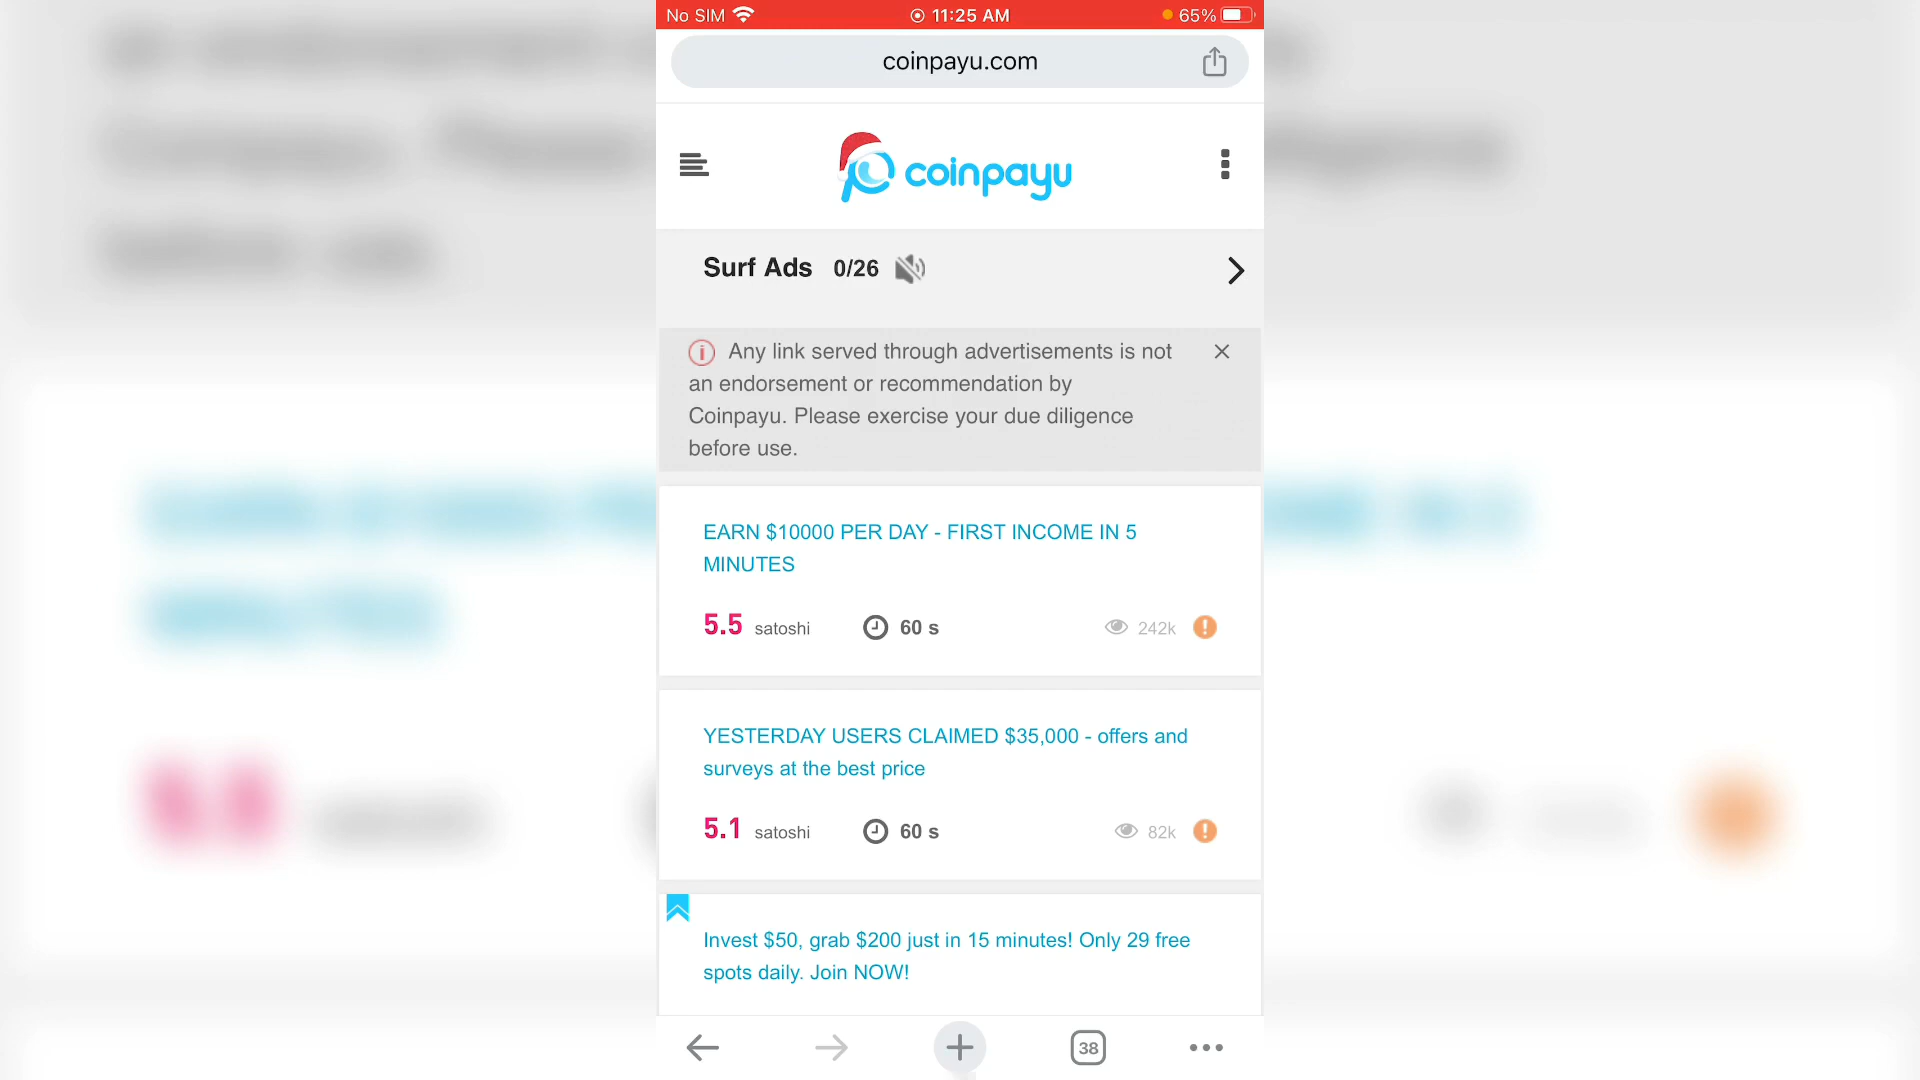 No SIM 11:25 AM 65%
coinpayu.com
coinpayu
Surf Ads 0/26
Any link served through advertisements is not
an endorsement or recommendation by
Coinpayu. Please exercise your due diligence
before use.
EARN $10000 PER DAY - FIRST INCOME IN 5
MINUTES
5.5 satoshi 60 s 242k
YESTERDAY USERS CLAIMED $35,000 - offers and
surveys at the best price
5.1 satoshi 60 s 82k
Invest $50, grab $200 just in 15 minutes! Only 29 free
spots daily. Join NOW!
38